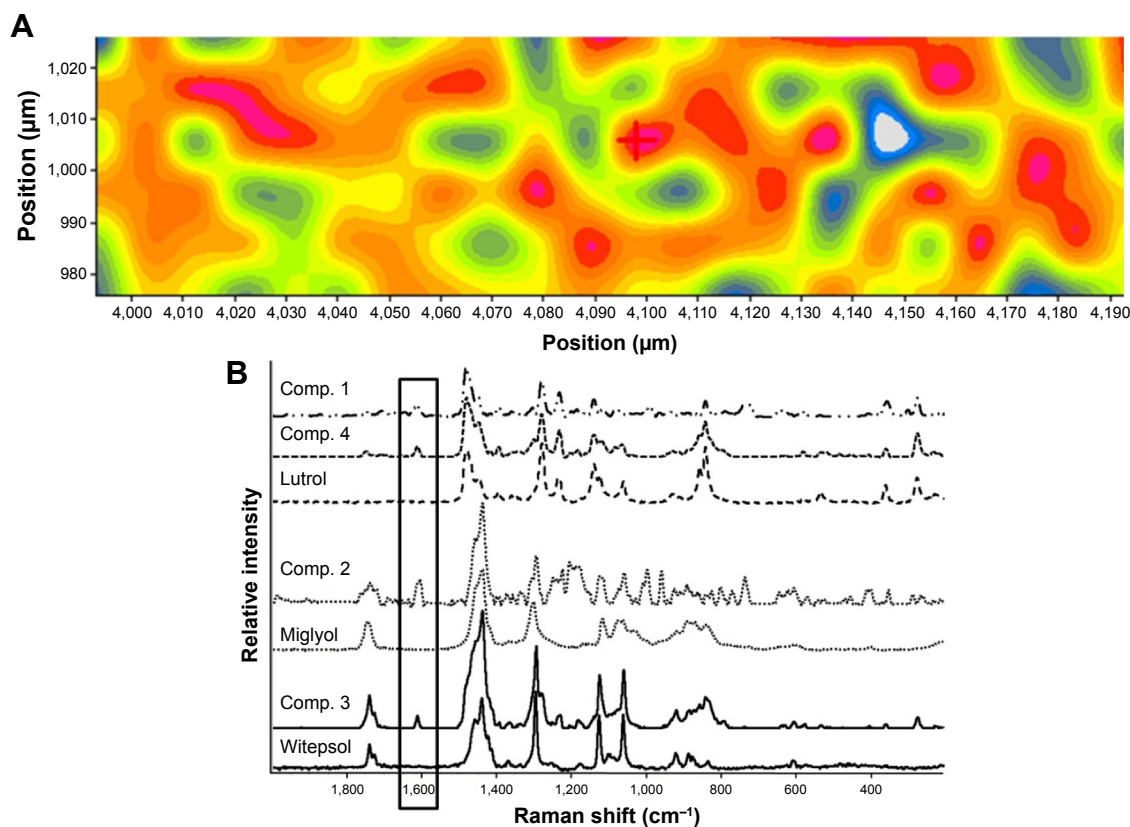 A
Position (µm)
1,020
1,010
1,000
990
980
4,000 4,010 4,020 4,030 4,040 4,050 4,060 4,070 4,080 4,090 4,100 4,110 4,120 4,130 4,140 4,150 4,160 4,170 4,180 4,190
Position (µm)
B
Relative intensity
Comp. 1
Comp. 4
Lutrol
Comp. 2
Miglyol
Comp. 3
Witepsol
1,800 1,600 1,400 1,200 1,000 800 600 400
Raman shift (cm⁻¹)